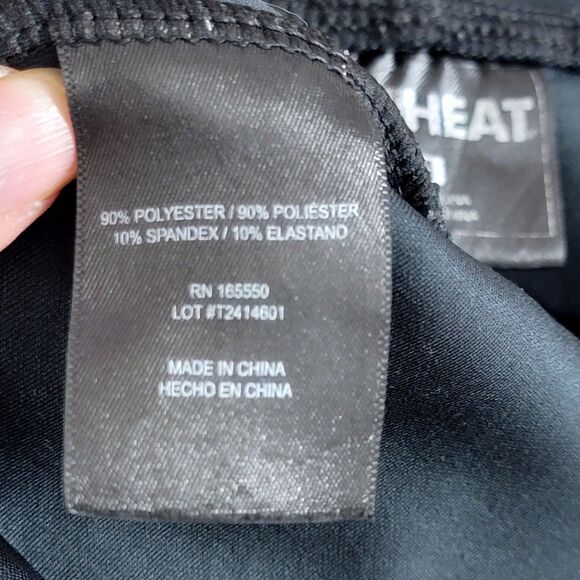 90% POLYESTER / 90% POLIÉSTER
10% SPANDEX / 10% ELASTANO
RN 165550
LOT #T2414601
MADE IN CHINA
HECHO EN CHINA
HEAT